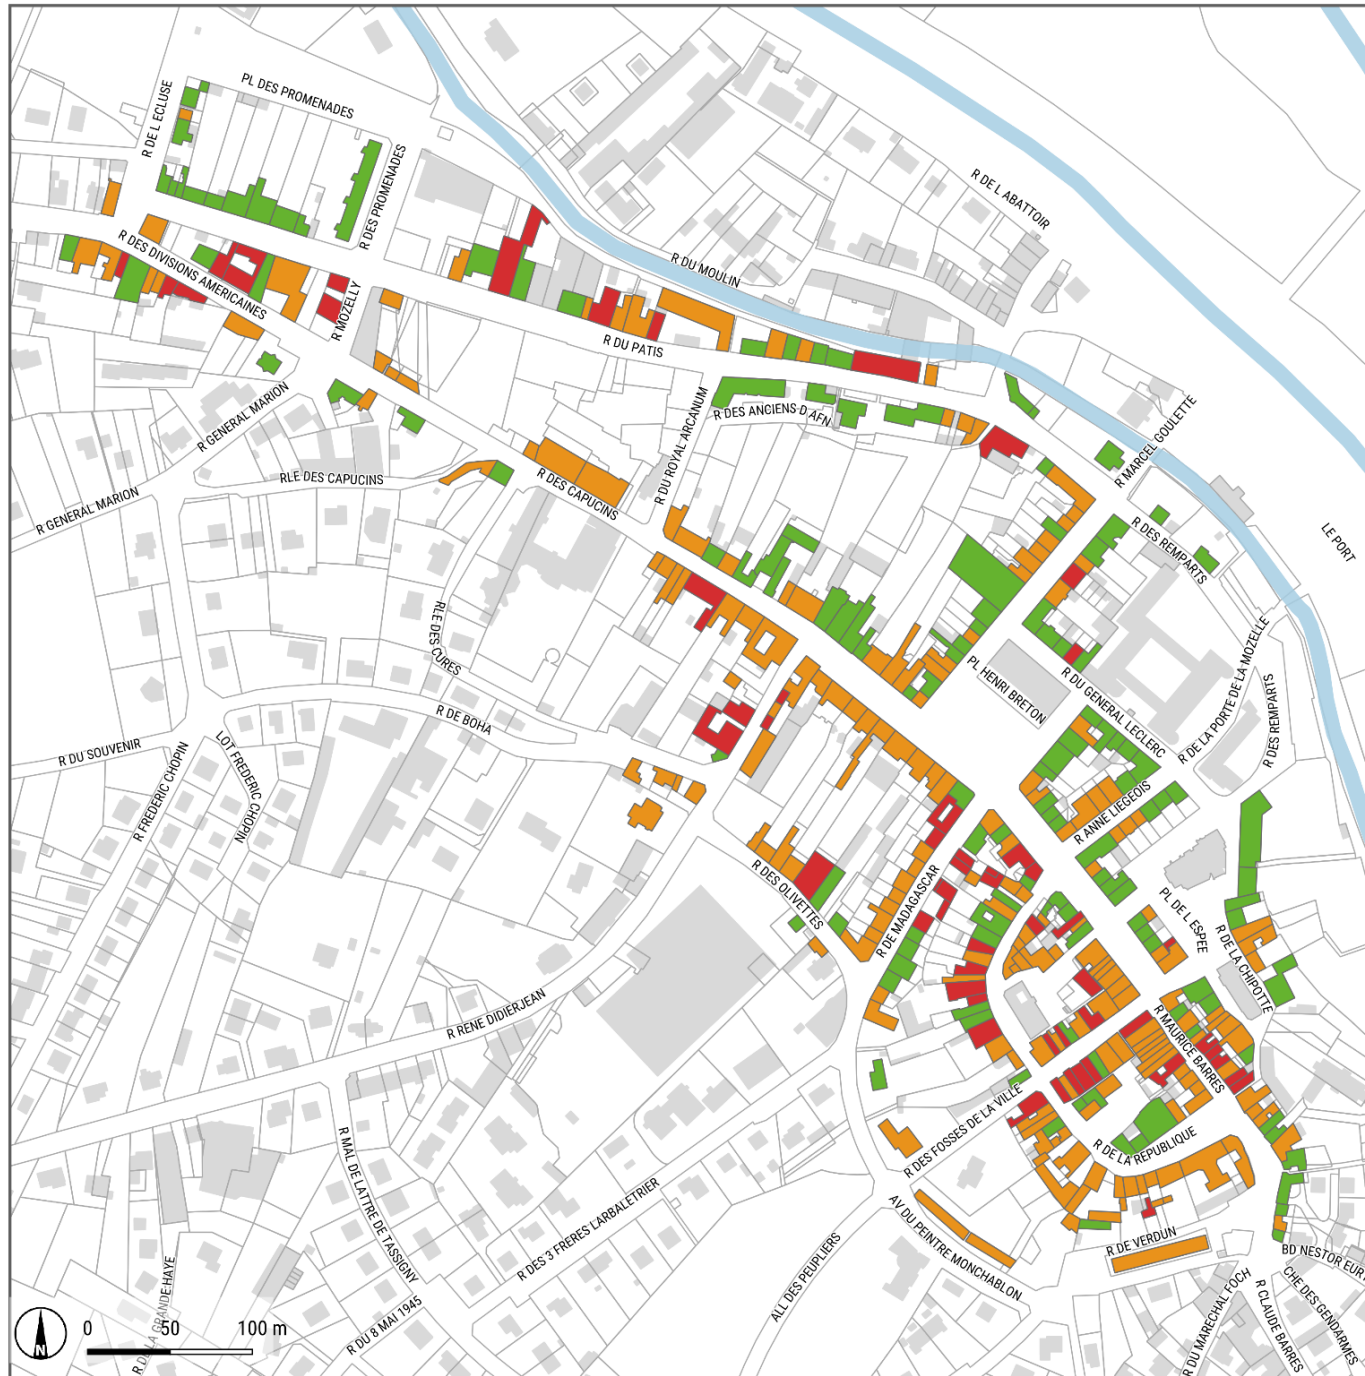 PL DES PROMENADES
R DE L ECLUSE
R DES PROMENADES
R DE L ABATTOIR
R DES DIVISIONS AMERICAINES
R DU MOULIN
R MOZELLY
R DU PATIS
R GENERAL MARION
R DU ROYAL ARCANUM
R DES ANCIENS D AFN
R MARCEL GOULETTE
RLE DES CAPUCINS
R DES CAPUCINS
R GENERAL MARION
R DES REMPARTS
LE PORT
RLE DES CURES
R DE LA PORTE DE LA MOZELLE
PL HENRI BRETON
R DU GENERAL LECLERC
R DES REMPARTS
R DE BOHA
R DU SOUVENIR
LOT FREDERIC CHOPIN
R FREDERIC CHOPIN
R ANNE LIEGEOIS
R DES OLIVETTES
R DE MADAGASCAR
PL DE L ESPEE
R DE LA CHIPOTTE
R RENE DIDIERJEAN
R MAURICE BARRES
R DES FOSSES DE LA VILLE
R DE LA REPUBLIQUE
R MAL DE LATTRE DE TASSIGNY
R DES 3 FRERES LARBALETRIER
AV DU PEINTRE MONCHABLON
R DE VERDUN
ALL DES PEUPLIERS
BD NESTOR EUR
CHE DES GENDARMES
R CLAUDE BARRES
R DU MARECHAL FOCH
R DE LA GRANDE HAYE
R DU 8 MAI 1945
N
0 50 100 m